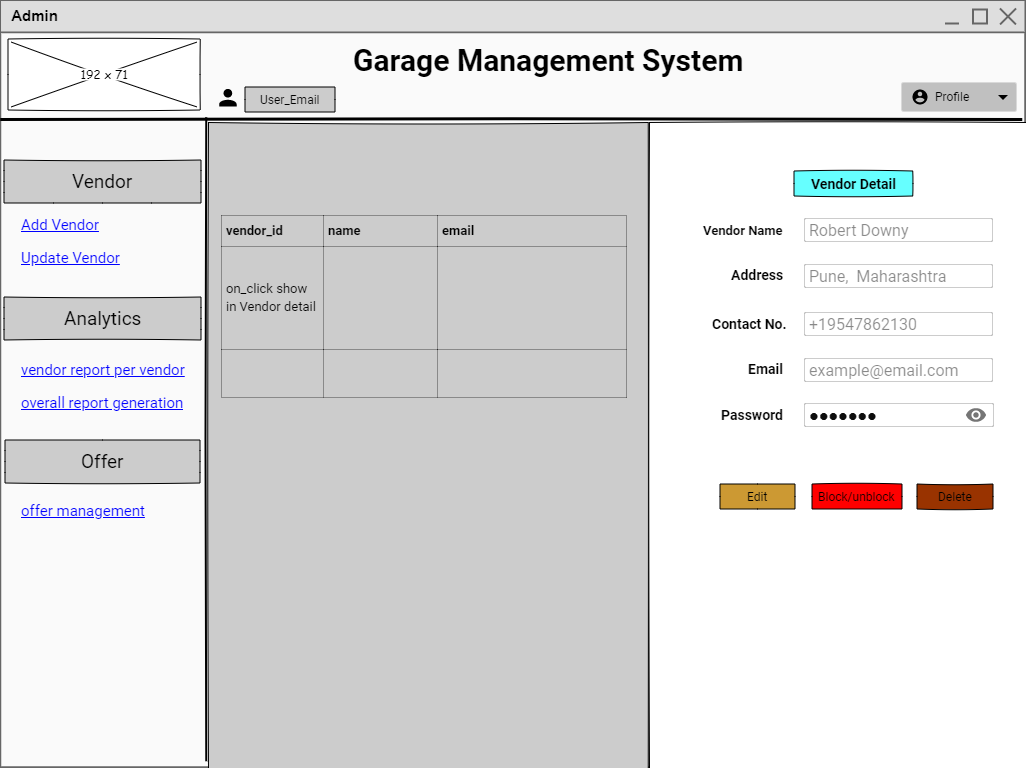 Admin
192 x 71
Garage Management System
User_Email
Profile
Vendor
Add Vendor
Update Vendor
Analytics
vendor report per vendor
overall report generation
Offer
offer management
vendor_id name email
on_click show
in Vendor detail
Vendor Detail
Vendor Name Robert Downy
Address Pune, Maharashtra
Contact No. +19547862130
Email example@email.com
Password ●●●●●●●
Edit Block/unblock Delete